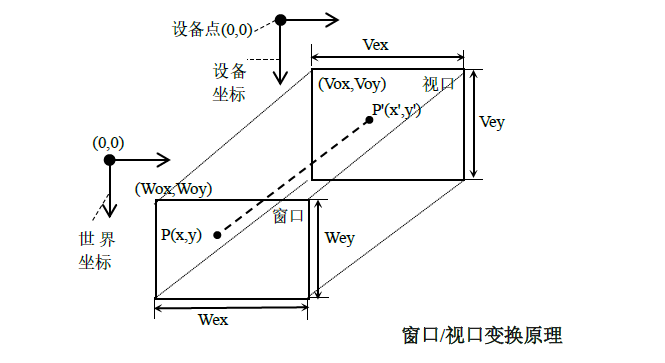 设备点(0,0)
Vex
设备
坐标
(Vox,Voy)
视口
P'(x',y')
Vey
(0,0)
(Wox,Woy)
窗口
P(x,y)
Wey
世 界
坐标
Wex
窗口/视口变换原理